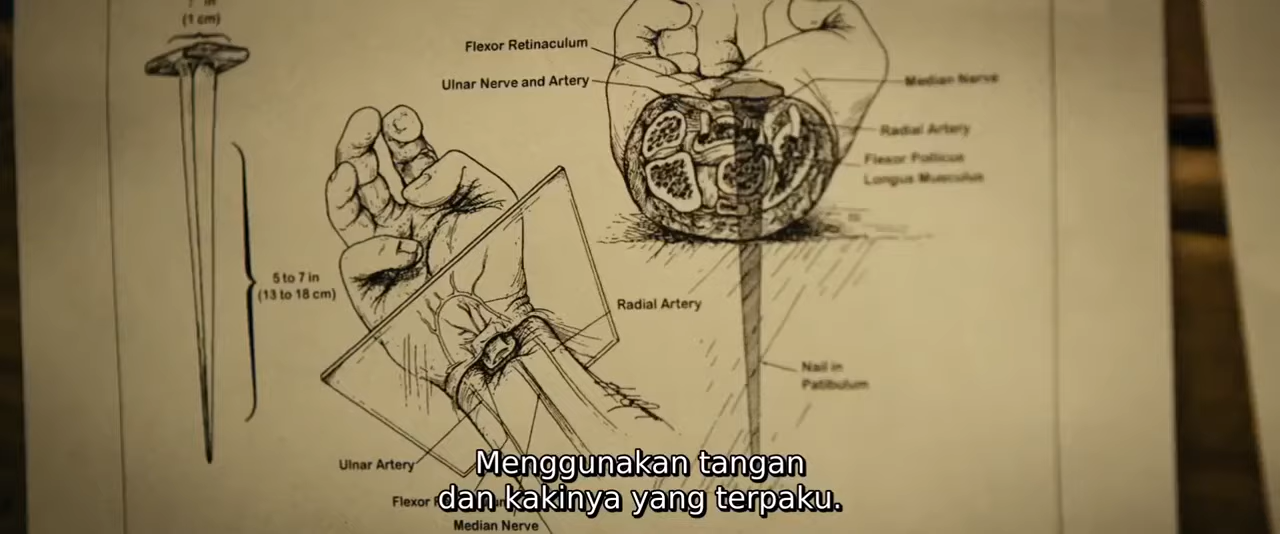 (1 cm)
5 to 7 in
(13 to 18 cm)
Flexor Retinaculum
Ulnar Nerve and Artery
Median Nerve
Radial Artery
Flexor Pollicus
Longus Musculus
Radial Artery
Nail in
Patibulum
Ulnar Artery
Flexor
Median Nerve
Menggunakan tangan
dan kakinya yang terpaku.